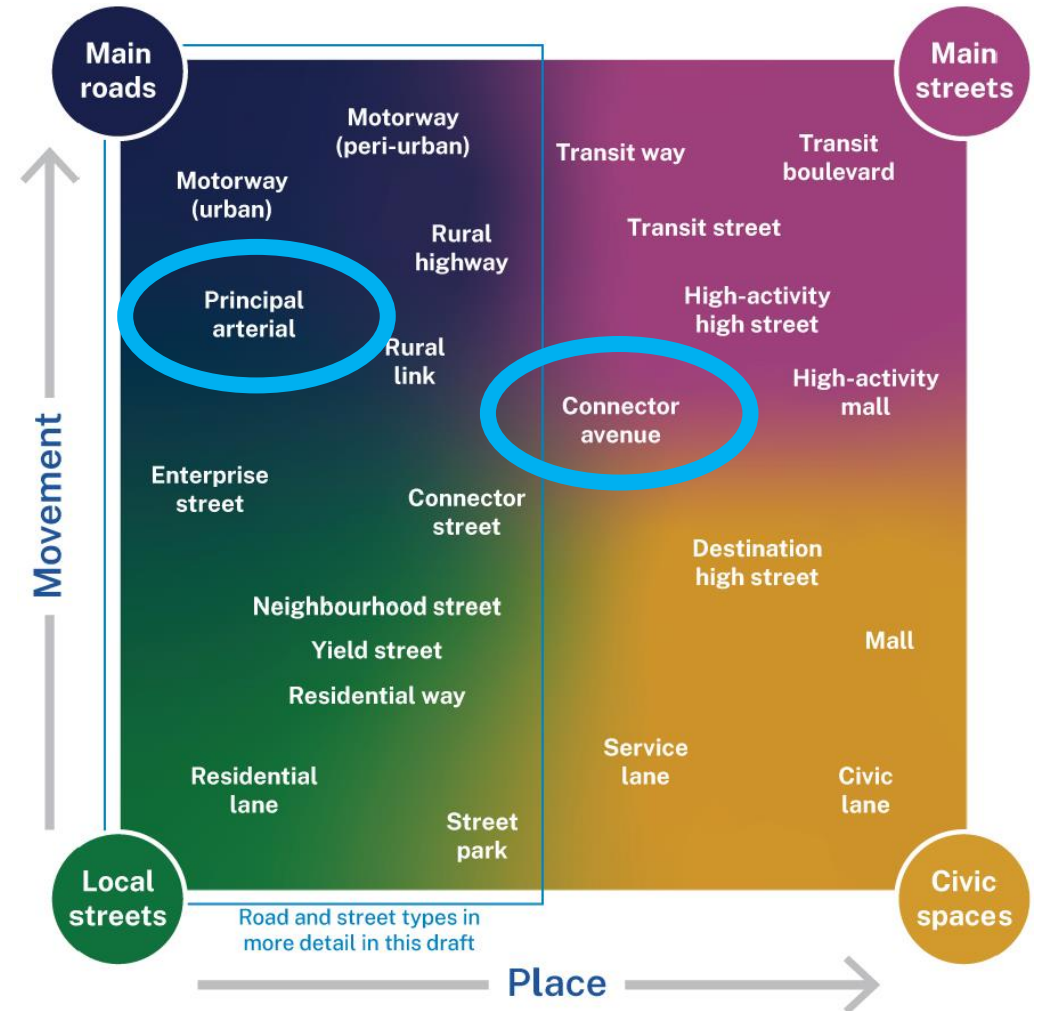 Main
roads
Main
streets
Motorway
(peri-urban)
Transit way
Transit
boulevard
Motorway
(urban)
Rural
highway
Transit street
Principal
arterial
High-activity
high street
Rural
link
High-activity
mall
Connector
avenue
Movement
Enterprise
street
Connector
street
Destination
high street
Neighbourhood street
Yield street
Mall
Residential way
Service
lane
Residential
lane
Civic
lane
Street
park
Local
streets
Civic
spaces
Road and street types in
more detail in this draft
Place